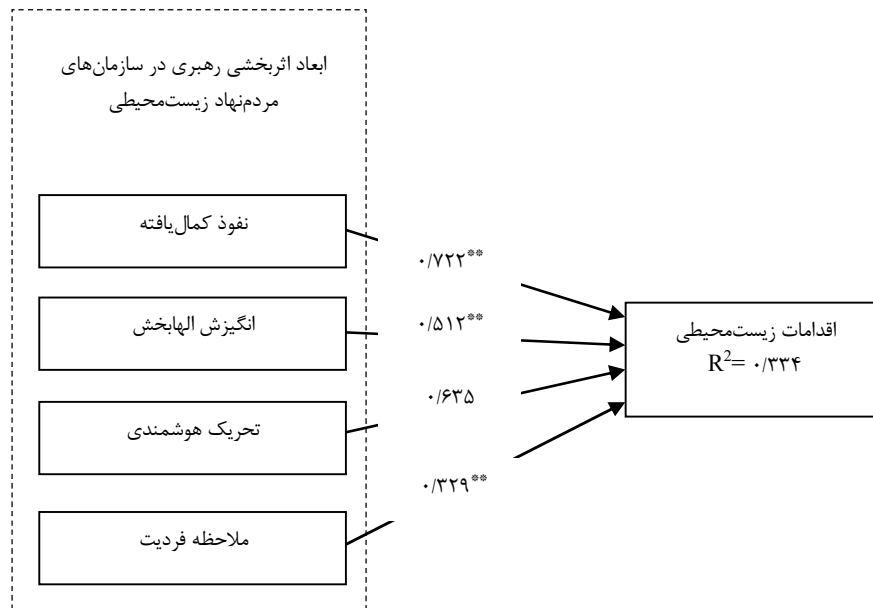 ابعاد اثربخشی رهبری در سازمان‌های
مردم‌نهاد زیست‌محیطی
نفوذ کمال‌یافته
۰/۷۲۲**
انگیزش الهابخش
۰/۵۱۲**
اقدامات زیست‌محیطی
R²= ۰/۳۳۴
تحریک هوشمندی
۰/۶۳۵
ملاحظه فردیت
۰/۳۲۹**